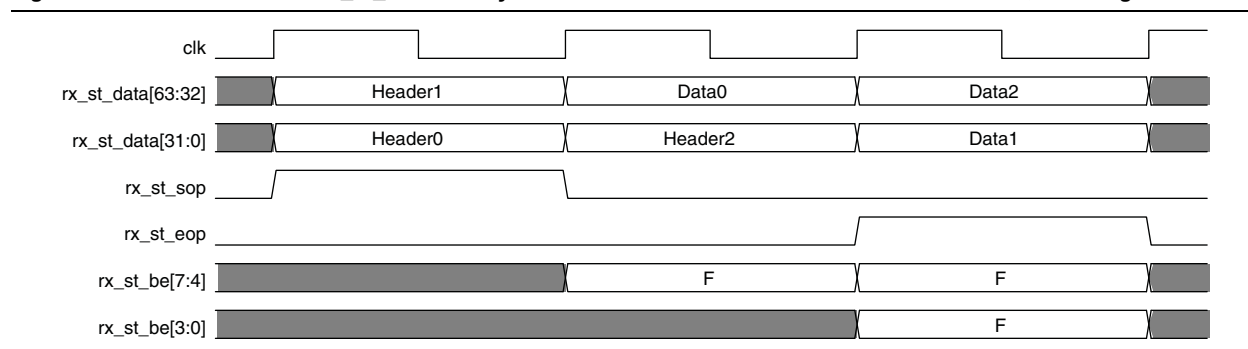 clk
rx_st_data[63:32] Header1 Data0 Data2
rx_st_data[31:0] Header0 Header2 Data1
rx_st_sop
rx_st_eop
rx_st_be[7:4] F F
rx_st_be[3:0] F